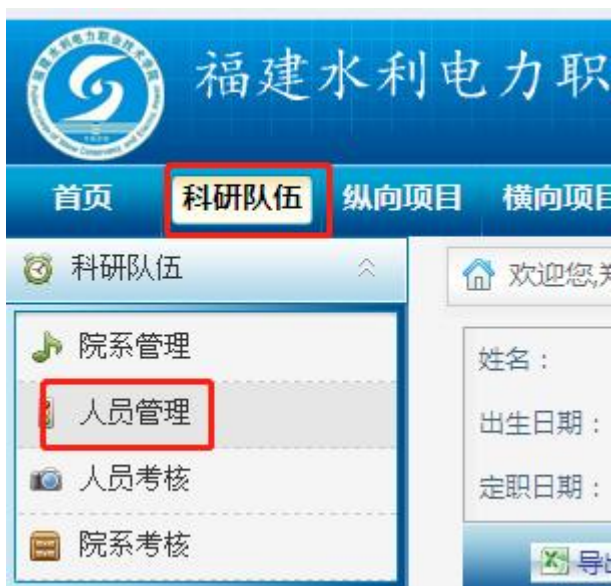 福建水利电力职
首页 科研队伍 纵向项目 横向项目
科研队伍
欢迎您,郑
院系管理
姓名：
人员管理
出生日期：
人员考核
定职日期：
院系考核
导出